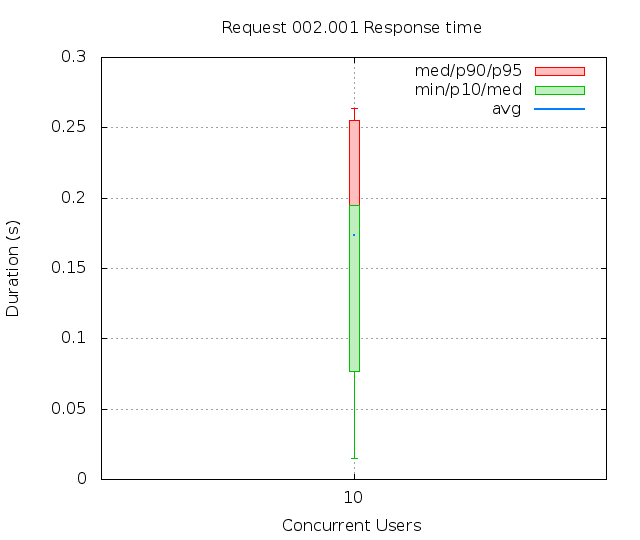 Request 002.001 Response time
0.3
0.25
0.2
0.15
0.1
0.05
0
Duration (s)
med/p90/p95
min/p10/med
avg
10
Concurrent Users